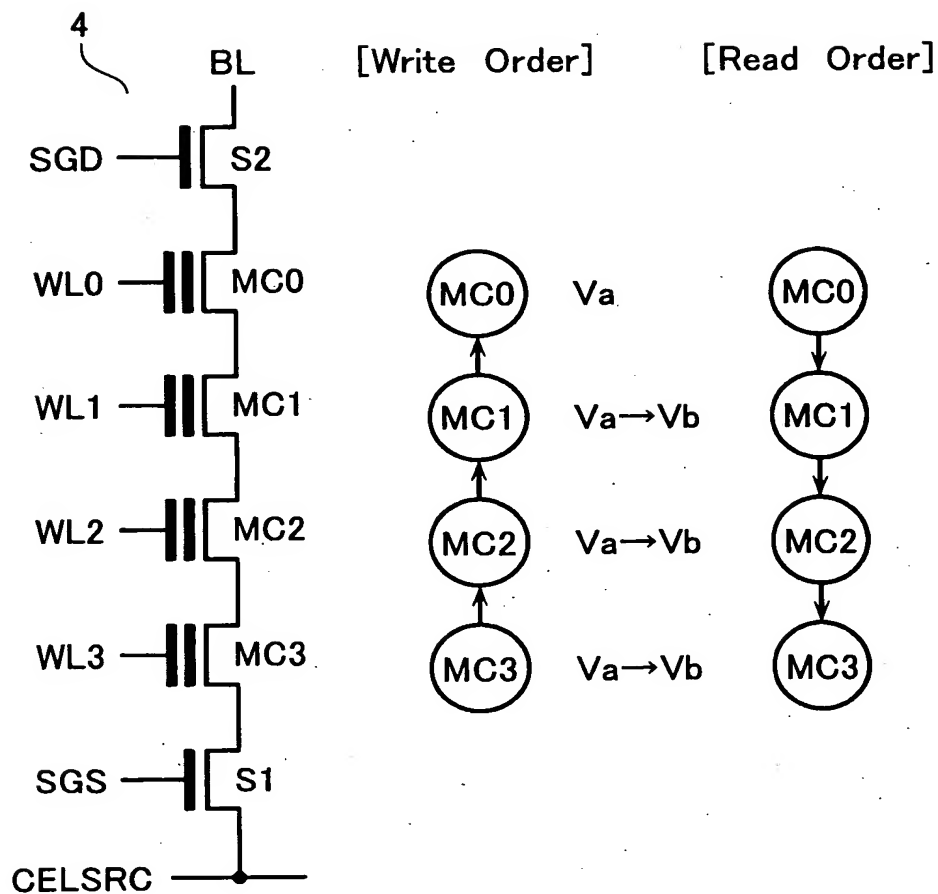 4
BL [Write Order] [Read Order]
SGD S2
WL0 MC0 MC0 Va MC0
WL1 MC1 MC1 Va→Vb MC1
WL2 MC2 MC2 Va→Vb MC2
WL3 MC3 MC3 Va→Vb MC3
SGS S1
CELSRC